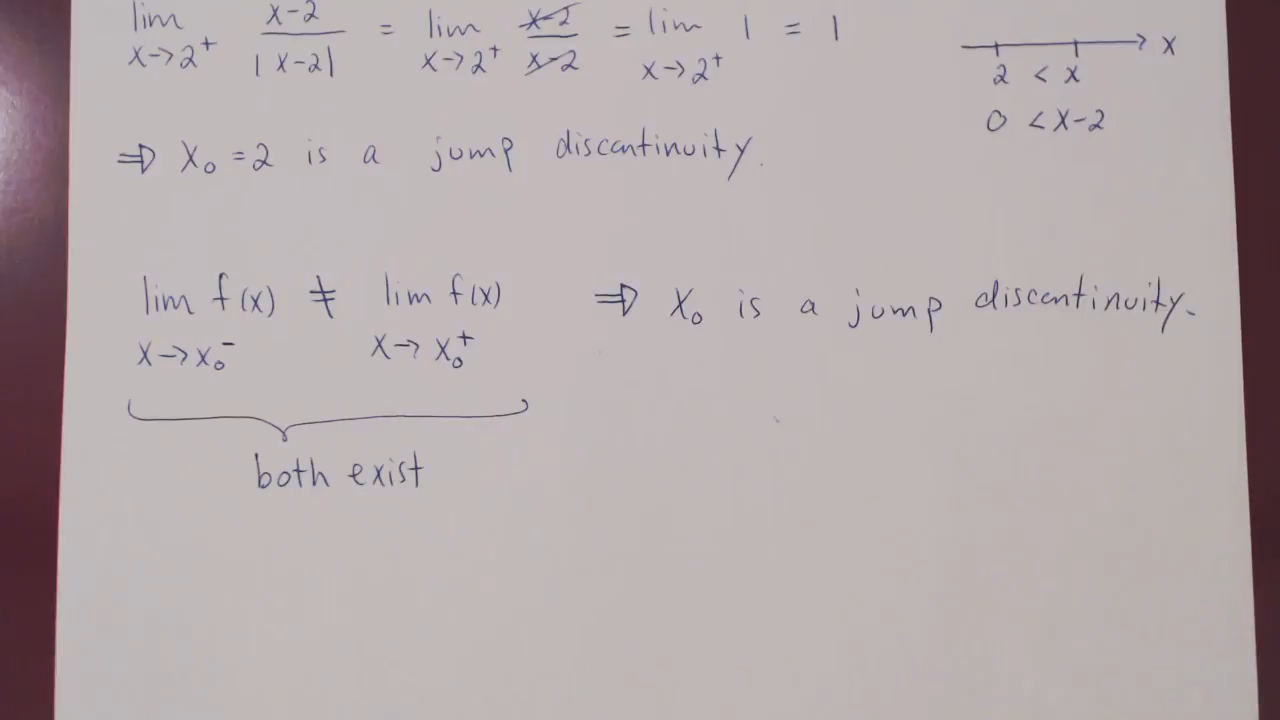 lim x→2⁺ x-2 / |x-2| = lim x→2⁺ x-2 / x-2 = lim x→2⁺ 1 = 1
x
2 < x
0 < x-2
⇒ x₀ = 2 is a jump discontinuity.
lim f(x) ≠ lim f(x) ⇒ x₀ is a jump discontinuity.
x→x₀⁻ x→x₀⁺
both exist